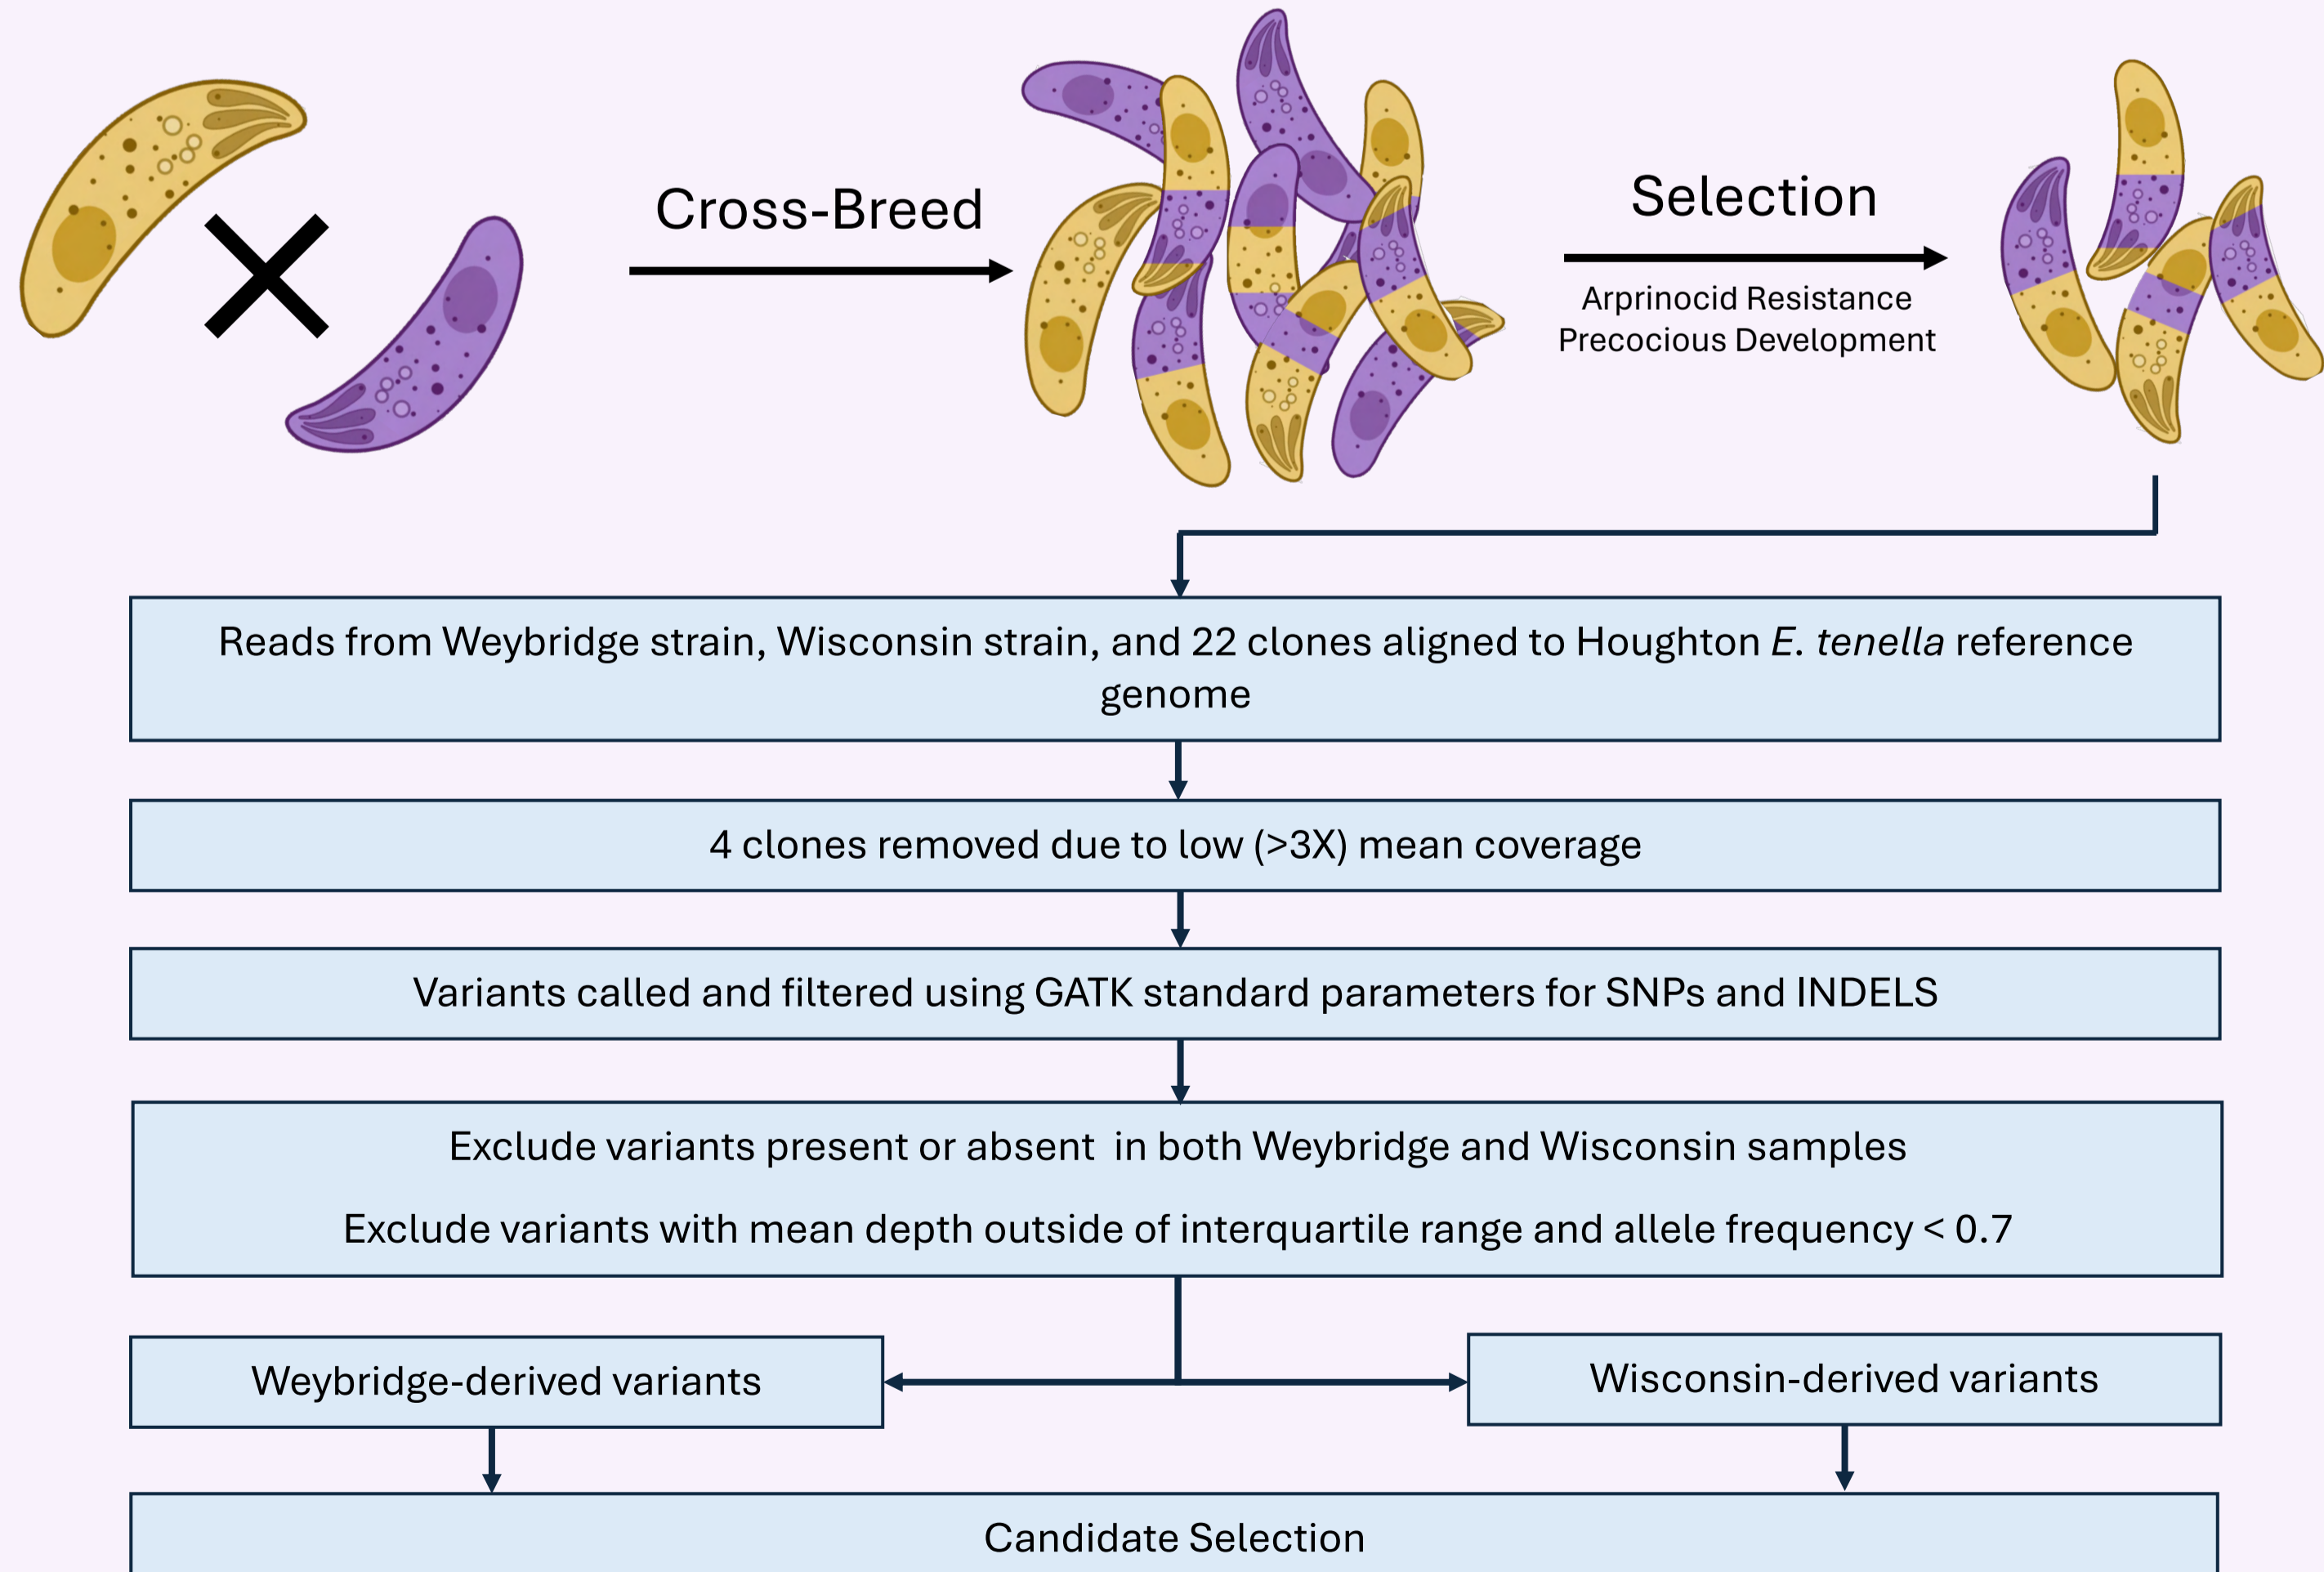 Cross-Breed
Selection
Arprinocid Resistance
Precocious Development
Reads from Weybridge strain, Wisconsin strain, and 22 clones aligned to Houghton E. tenella reference
genome
4 clones removed due to low (>3X) mean coverage
Variants called and filtered using GATK standard parameters for SNPs and INDELS
Exclude variants present or absent  in both Weybridge and Wisconsin samples
Exclude variants with mean depth outside of interquartile range and allele frequency < 0.7
Weybridge-derived variants
Wisconsin-derived variants
Candidate Selection